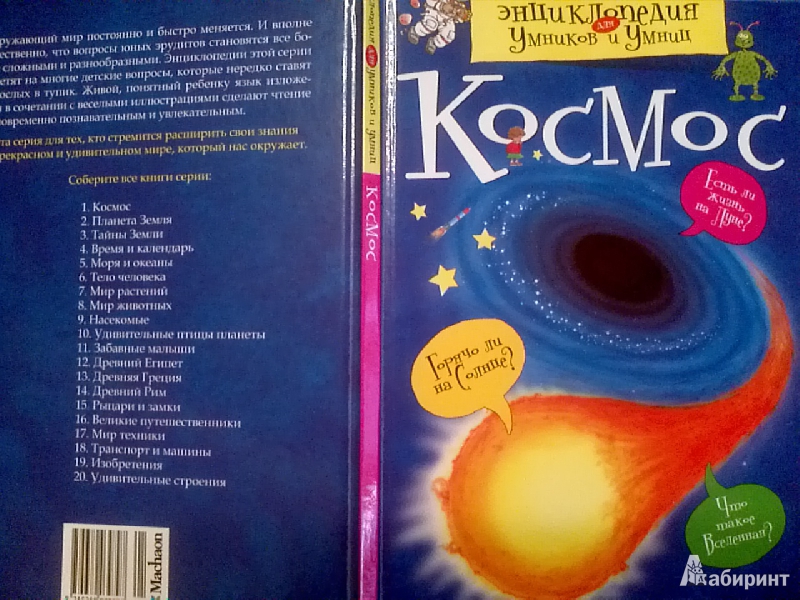 кружающий мир постоянно и быстро меняется. И вполне
ественно, что вопросы юных эрудитов становятся все бо-
сложными и разнообразными. Энциклопедии этой серии
етят на многие детские вопросы, которые нередко ставят
рослых в тупик. Живой, понятный ребенку язык изложе-
в сочетании с веселыми иллюстрациями сделают чтение
овременно познавательным и увлекательным.
та серия для тех, кто стремится расширить свои знания
рекрасном и удивительном мире, который нас окружает.
Соберите все книги серии:
1. Космос
2. Планета Земля
3. Тайны Земли
4. Время и календарь
5. Моря и океаны
6. Тело человека
7. Мир растений
8. Мир животных
9. Насекомые
10. Удивительные птицы планеты
11. Забавные малыши
12. Древний Египет
13. Древняя Греция
14. Древний Рим
15. Рыцари и замки
16. Великие путешественники
17. Мир техники
18. Транспорт и машины
19. Изобретения
20. Удивительные строения
Machaon
для умников и умниц
Космос
Энциклопедия
для
Умников и Умниц
Космос
Есть ли
жизнь
на Луне?
Горячо ли
на Солнце?
Что
такое
Вселенная?
Лабиринт